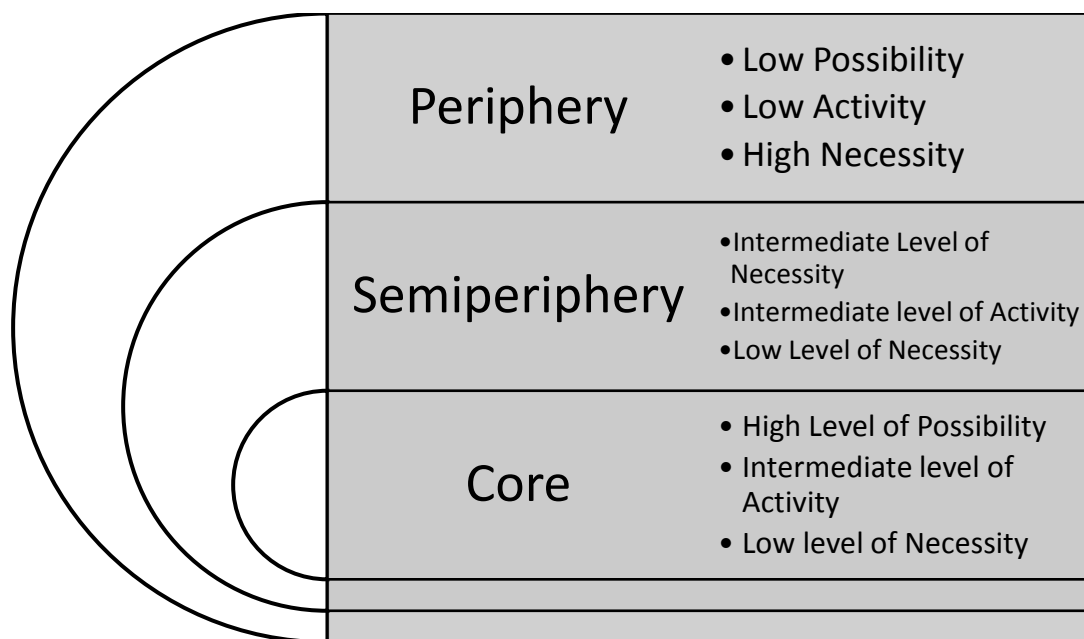 Periphery
• Low Possibility
• Low Activity
• High Necessity
Semiperiphery
•Intermediate Level of
Necessity
•Intermediate level of Activity
•Low Level of Necessity
Core
• High Level of Possibility
• Intermediate level of
Activity
• Low level of Necessity